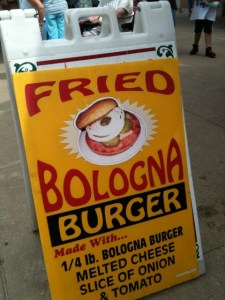 FRIED
BOLOGNA
BURGER
Made With...
1/4 lb. BOLOGNA BURGER
MELTED CHEESE
SLICE OF ONION
& TOMATO